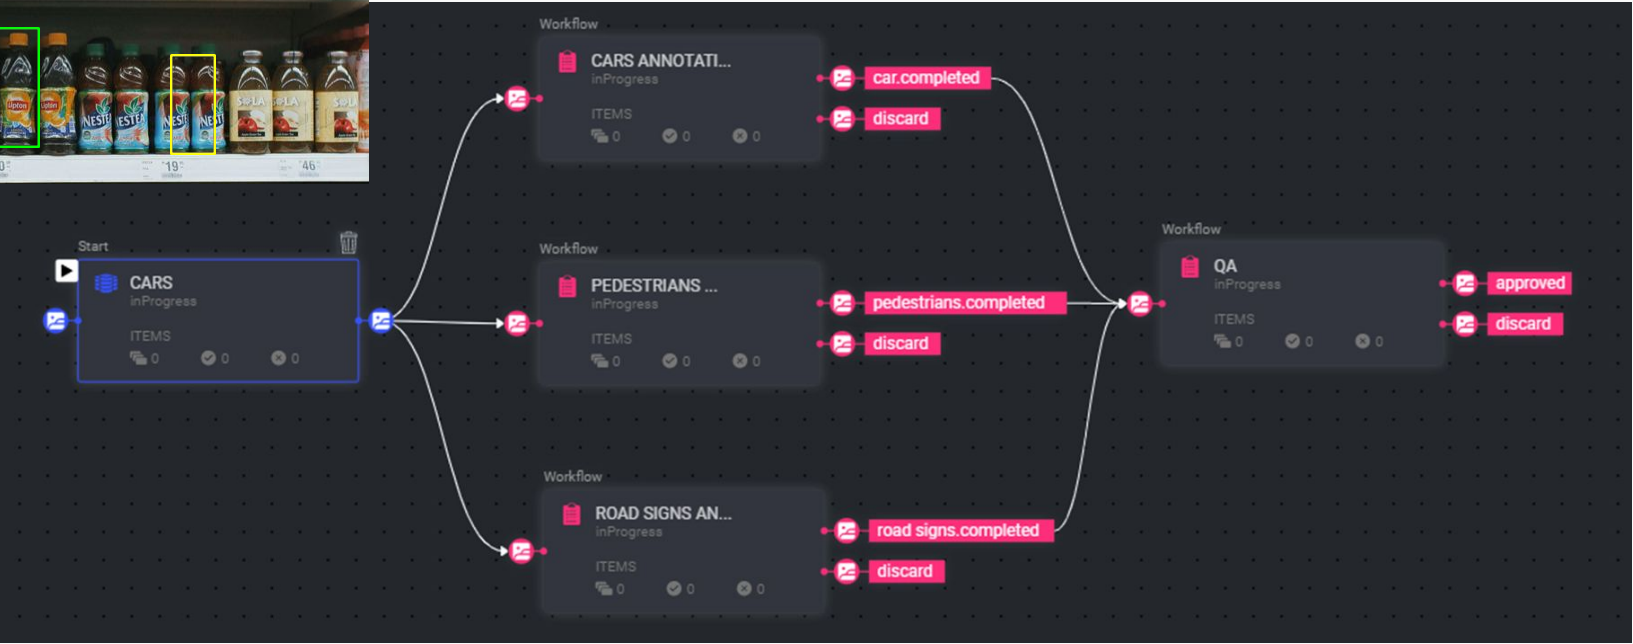 Lipton
Lipton
NESTEA
NESTEA
NESTEA
NESTEA
SOLA
SOLA
SOLA
19
46
Start
CARS
inProgress
ITEMS
0 0 0
Workflow
CARS ANNOTATI...
inProgress
ITEMS
0 0 0
car.completed
discard
Workflow
PEDESTRIANS ...
inProgress
ITEMS
0 0 0
pedestrians.completed
discard
Workflow
ROAD SIGNS AN...
inProgress
ITEMS
0 0 0
road signs.completed
discard
Workflow
QA
inProgress
ITEMS
0 0 0
approved
discard